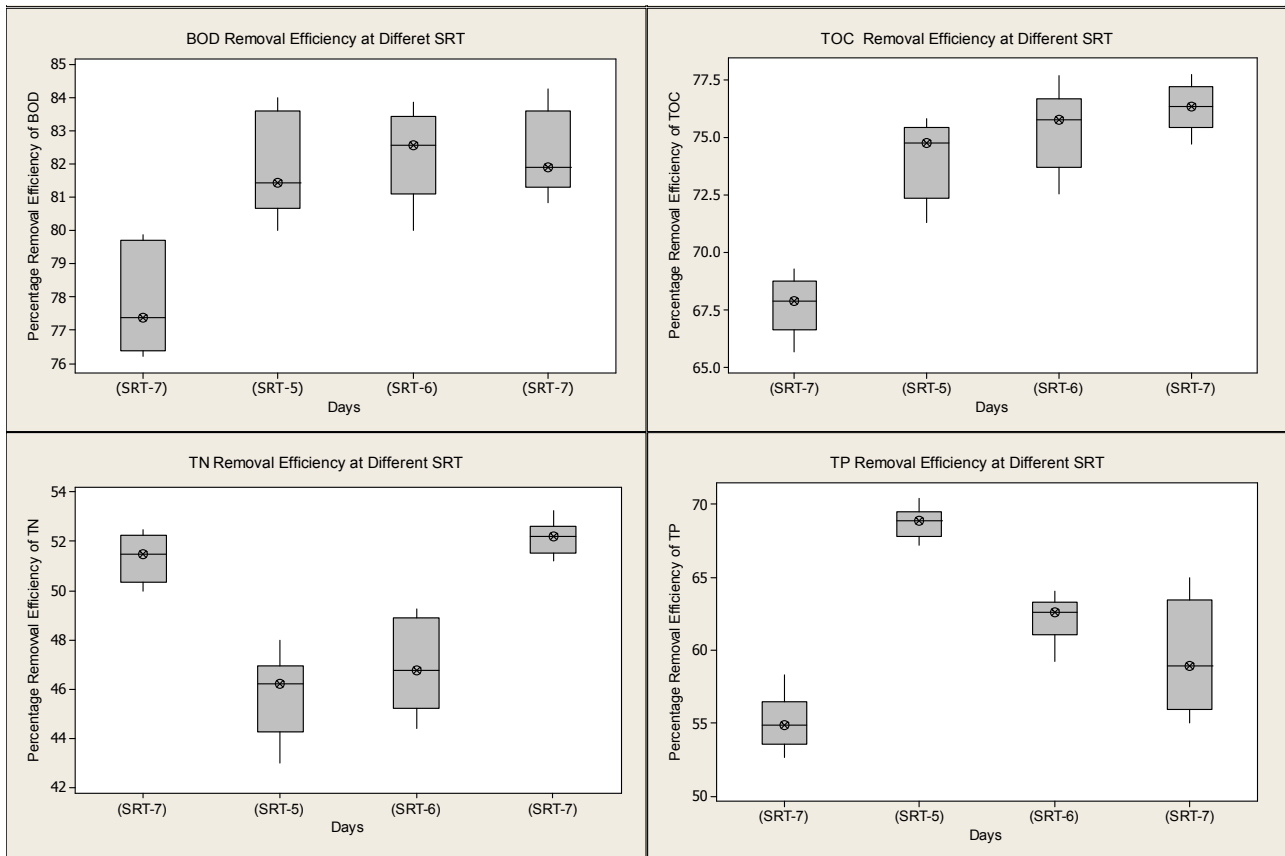 BOD Removal Efficiency at Differet SRT
Percentage Removal Efficiency of BOD
85
84
83
82
81
80
79
78
77
76
(SRT-7) (SRT-5) (SRT-6) (SRT-7)
Days
TOC Removal Efficiency at Different SRT
Percentage Removal Efficiency of TOC
77.5
75.0
72.5
70.0
67.5
65.0
(SRT-7) (SRT-5) (SRT-6) (SRT-7)
Days
TN Removal Efficiency at Different SRT
Percentage Removal Efficiency of TN
54
52
50
48
46
44
42
(SRT-7) (SRT-5) (SRT-6) (SRT-7)
Days
TP Removal Efficiency at Different SRT
Percentage Removal Efficiency of TP
70
65
60
55
50
(SRT-7) (SRT-5) (SRT-6) (SRT-7)
Days